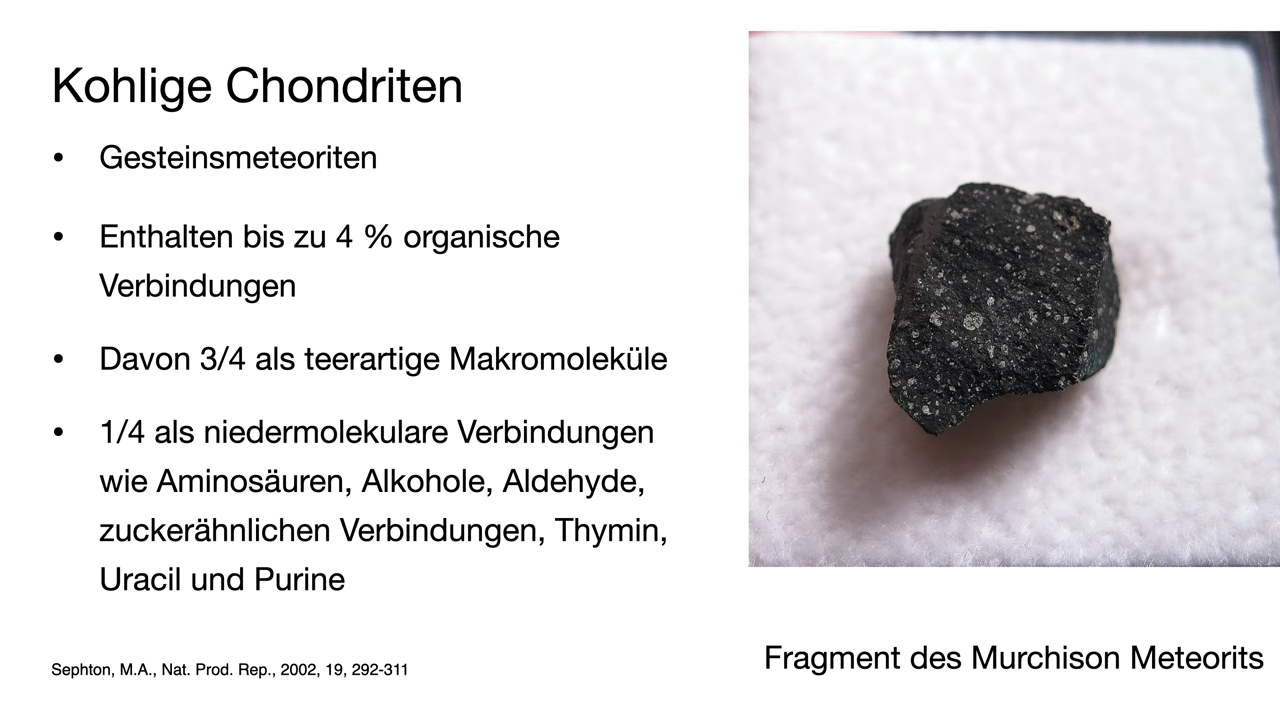 Kohlige Chondriten
• Gesteinsmeteoriten
• Enthalten bis zu 4 % organische
Verbindungen
• Davon 3/4 als teerartige Makromoleküle
• 1/4 als niedermolekulare Verbindungen
wie Aminosäuren, Alkohole, Aldehyde,
zuckerähnlichen Verbindungen, Thymin,
Uracil und Purine
Sephton, M.A., Nat. Prod. Rep., 2002, 19, 292-311
Fragment des Murchison Meteorits